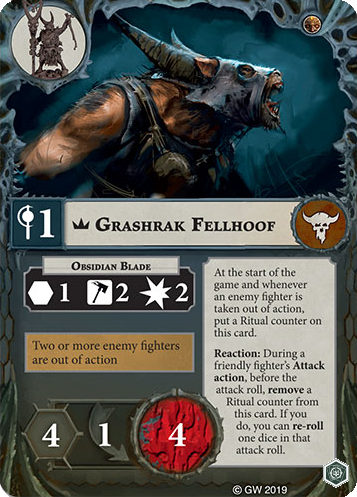 1
Grashrak Fellhoof
Obsidian Blade
1 2 2
Two or more enemy fighters
are out of action
At the start of the
game and whenever
an enemy fighter is
taken out of action,
put a Ritual counter on
this card.
Reaction: During a
friendly fighter's Attack
action, before the
attack roll, remove a
Ritual counter from
this card. If you
do, you can re-roll
one dice in that
attack roll.
4 1 4
© GW 2019